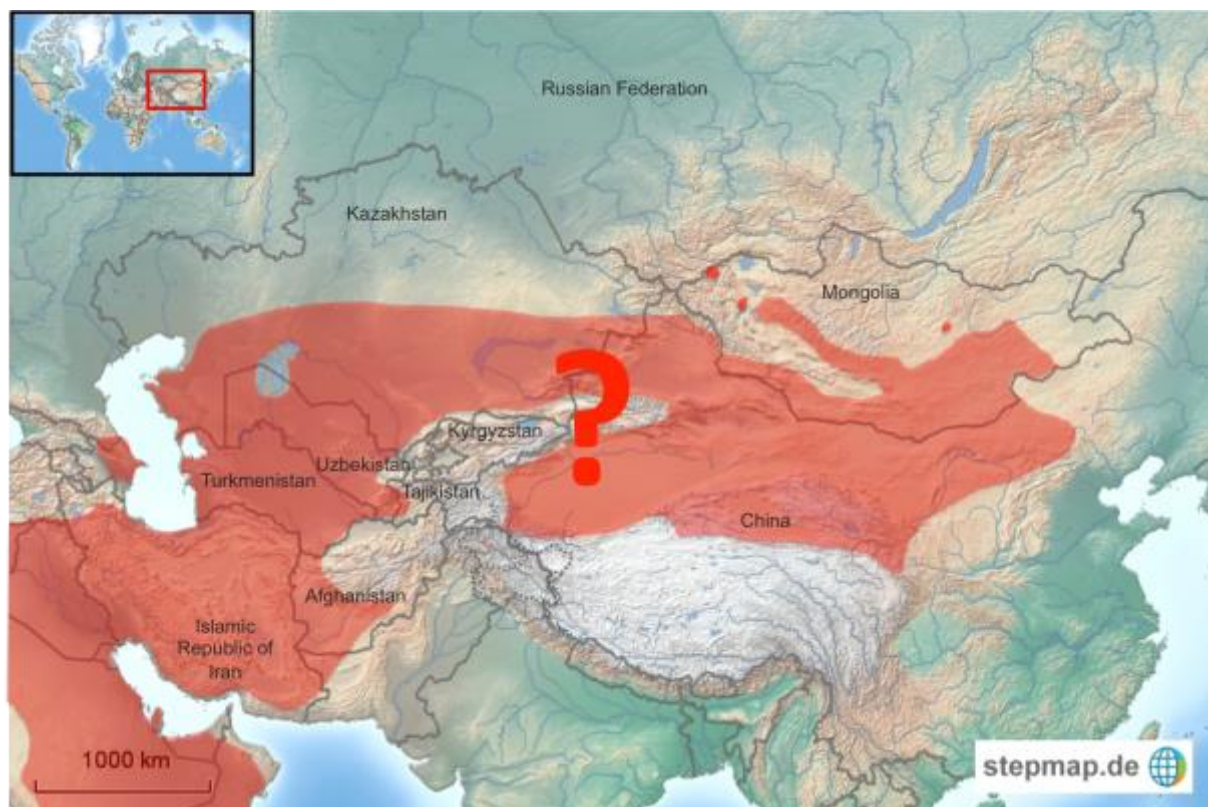 Russian Federation
Kazakhstan
Mongolia
?
Kyrgyzstan
Uzbekistan
Turkmenistan
Tajikistan
China
Afghanistan
Islamic
Republic of
Iran
1000 km
stepmap.de